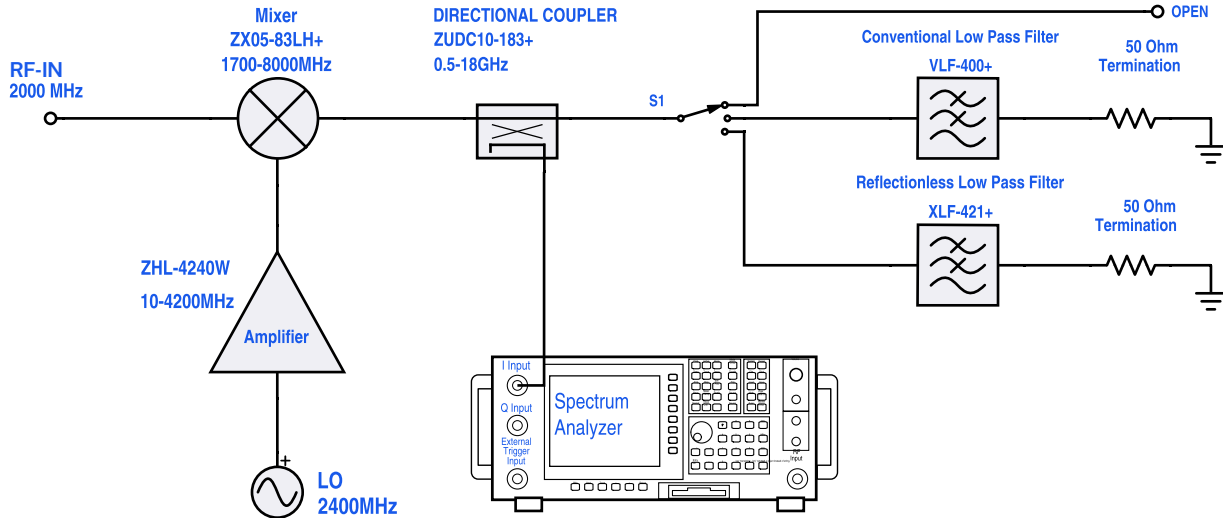 Mixer
ZX05-83LH+
1700-8000MHz
DIRECTIONAL COUPLER
ZUDC10-183+
0.5-18GHz
OPEN
Conventional Low Pass Filter
VLF-400+
50 Ohm
Termination
RF-IN
2000 MHz
S1
Reflectionless Low Pass Filter
XLF-421+
50 Ohm
Termination
ZHL-4240W
10-4200MHz
Amplifier
I Input
Q Input
External
Trigger
Input
Spectrum
Analyzer
RF
Input
+
LO
2400MHz